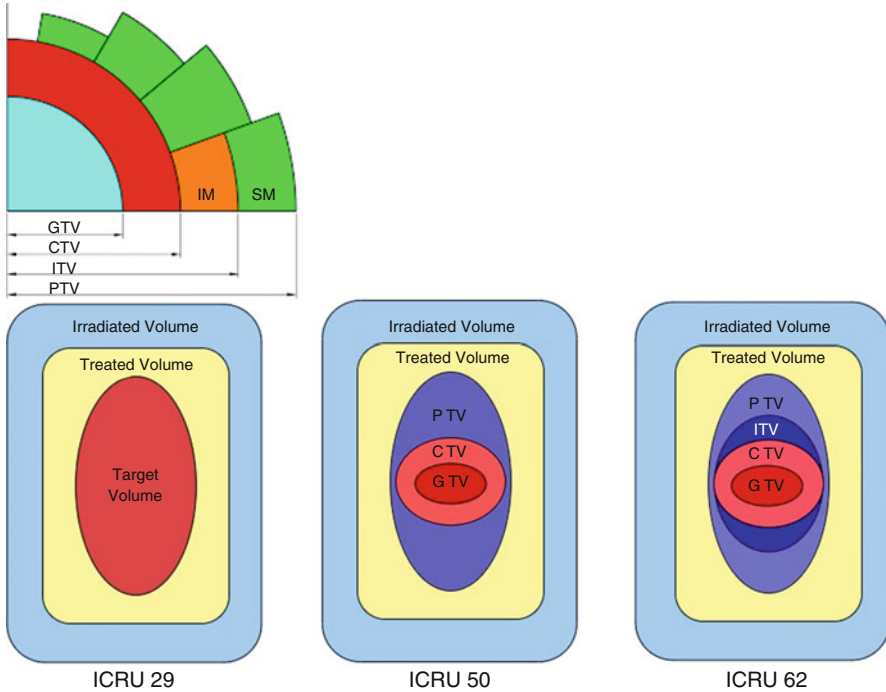 IM SM
GTV
CTV
ITV
PTV
Irradiated Volume
Treated Volume
Target
Volume
ICRU 29
Irradiated Volume
Treated Volume
P TV
C TV
G TV
ICRU 50
Irradiated Volume
Treated Volume
P TV
ITV
C TV
G TV
ICRU 62